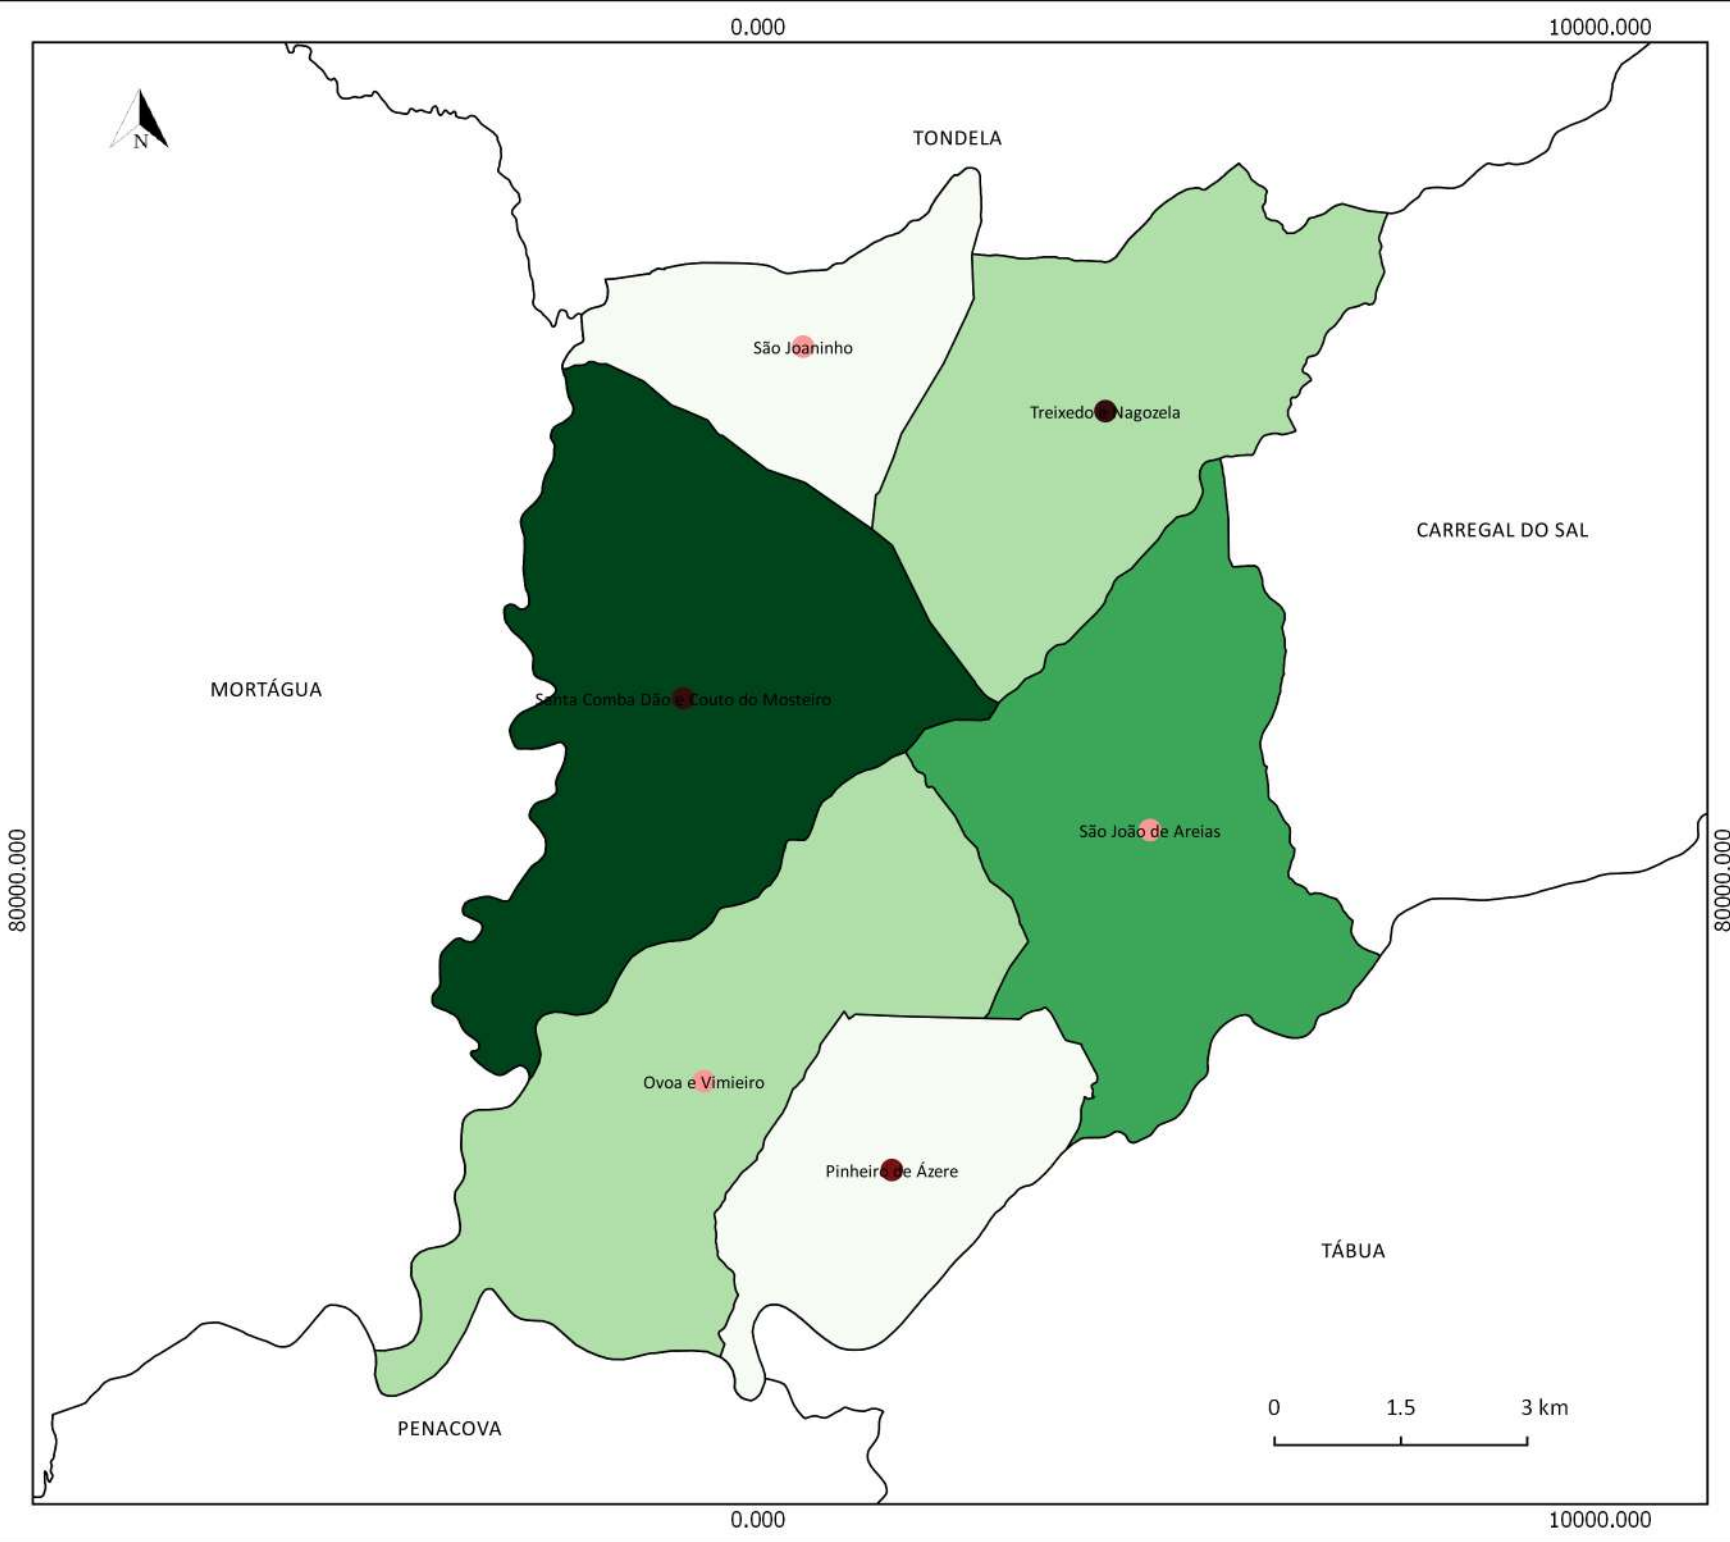 0.000 10000.000
N
TONDELA
São Joaninho
Treixedo e Nagozela
CARREGAL DO SAL
MORTÁGUA
Santa Comba Dão e Couto do Mosteiro
São João de Areias
80000.000 80000.000
Ovoa e Vimieiro
Pinheiro de Ázere
TÁBUA
0 1.5 3 km
PENACOVA
0.000 10000.000